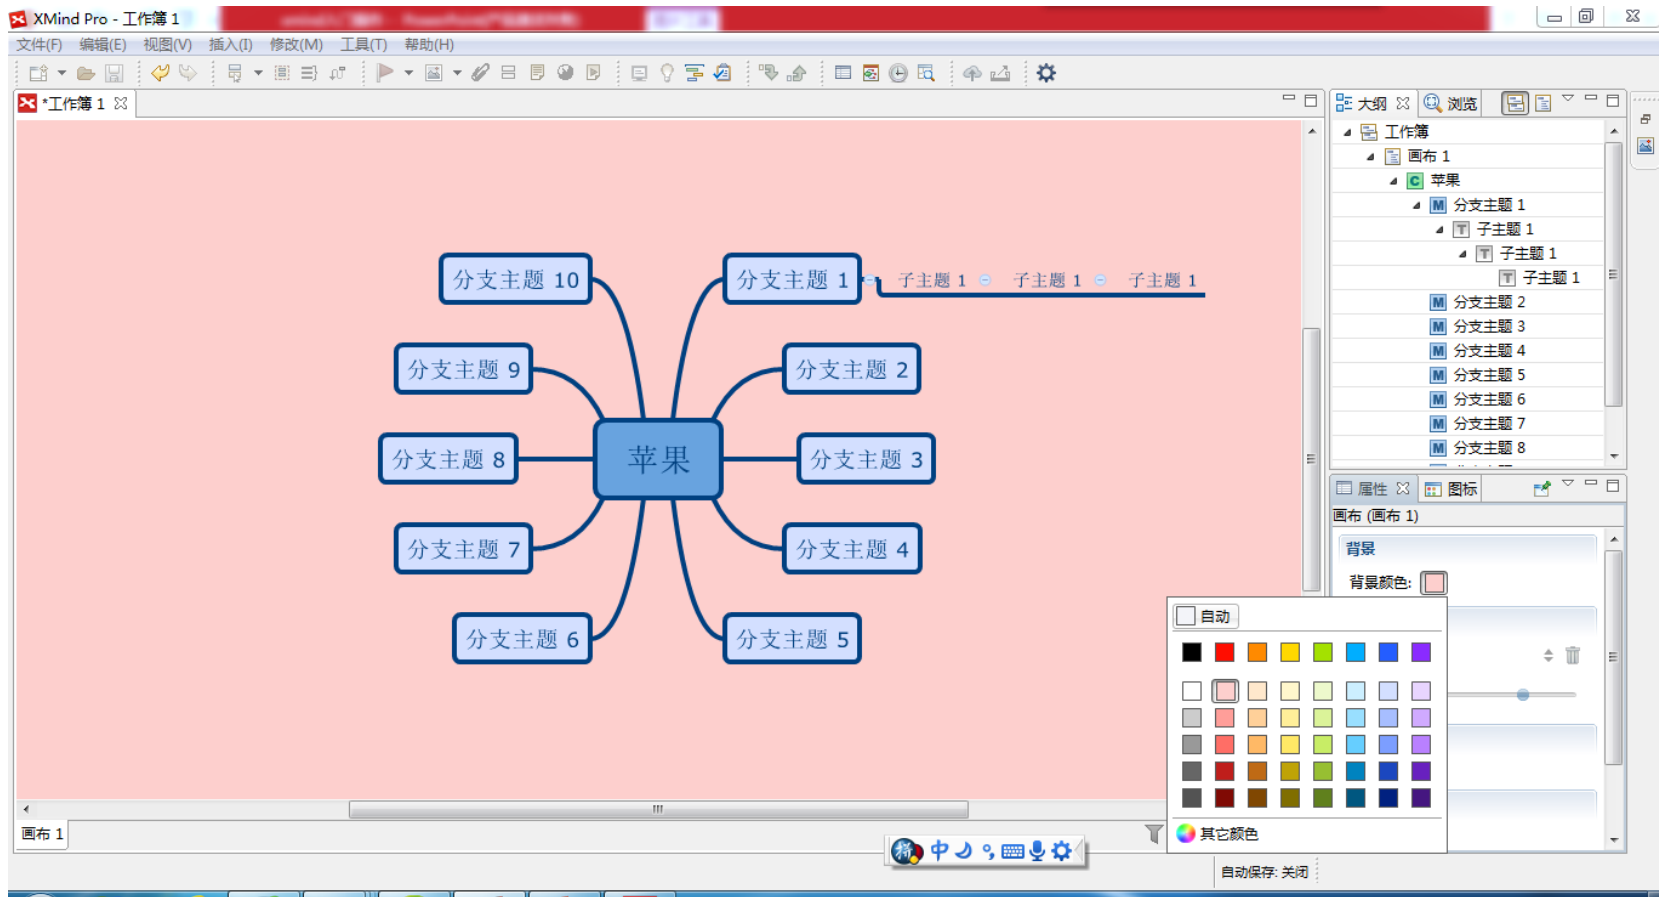 XMind Pro - 工作簿 1
文件(F) 编辑(E) 视图(V) 插入(I) 修改(M) 工具(T) 帮助(H)
*工作簿 1
大纲 浏览
工作簿
画布 1
C 苹果
M 分支主题 1
T 子主题 1
T 子主题 1
T 子主题 1
M 分支主题 2
M 分支主题 3
M 分支主题 4
M 分支主题 5
M 分支主题 6
M 分支主题 7
M 分支主题 8
分支主题 10
分支主题 1 子主题 1 子主题 1 子主题 1
分支主题 9
分支主题 2
分支主题 8
苹果
分支主题 3
分支主题 7
分支主题 4
分支主题 6
分支主题 5
属性 图标
画布 (画布 1)
背景
背景颜色:
自动
其它颜色
画布 1
拼 中
自动保存: 关闭